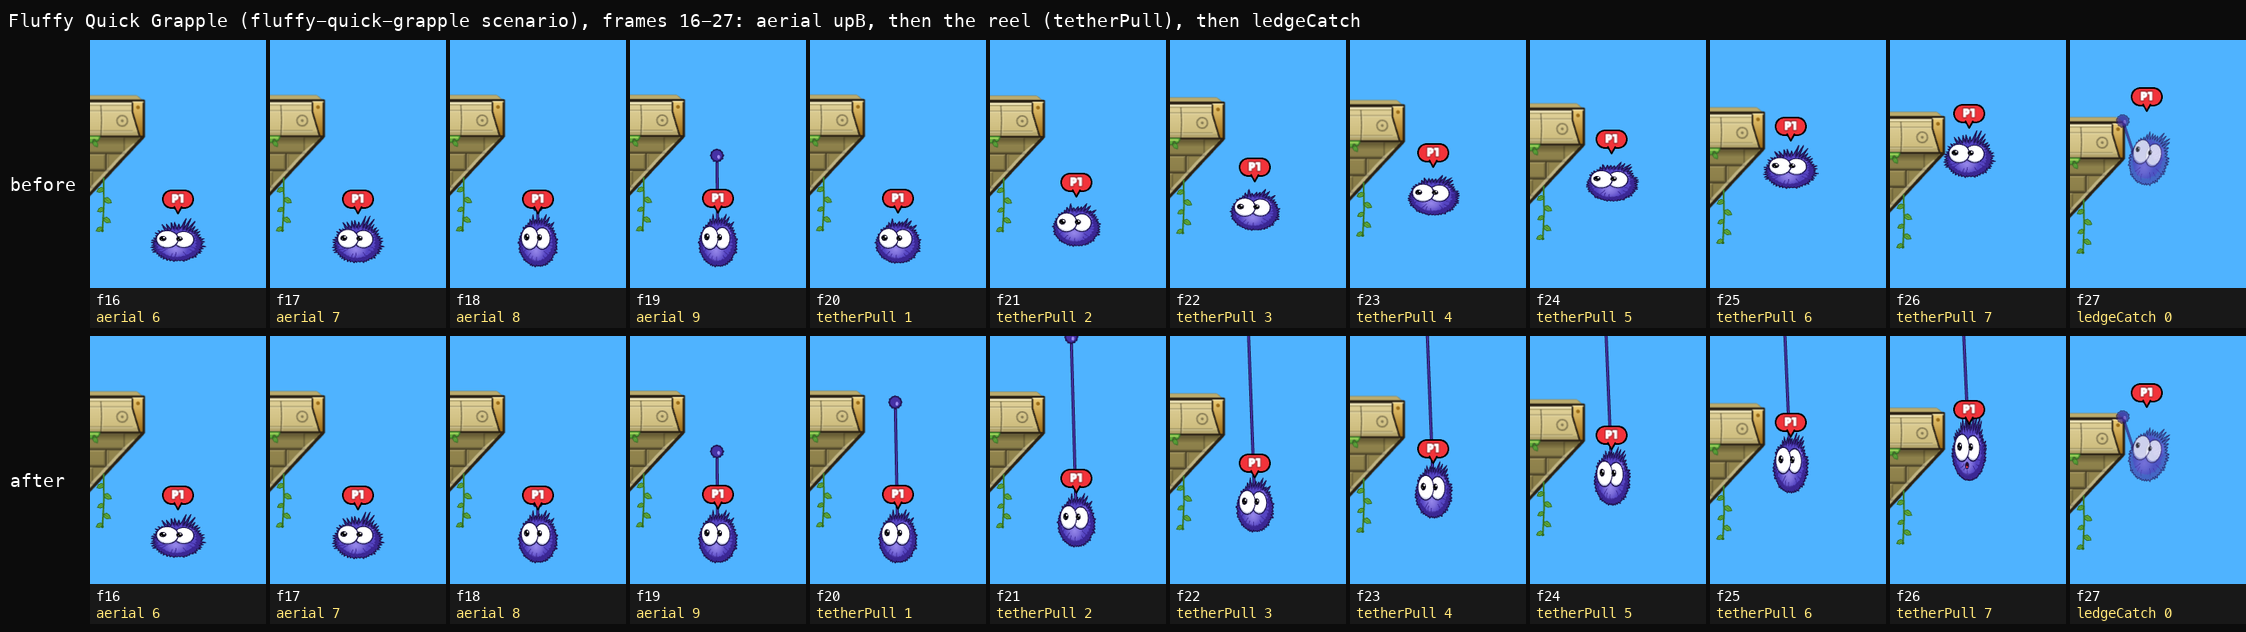 Fluffy Quick Grapple (fluffy-quick-grapple scenario), frames 16–27: aerial upB, then the reel (tetherPull), then ledgeCatch
before
P1 P1 P1 P1 P1 P1 P1 P1 P1 P1 P1 P1
f16 f17 f18 f19 f20 f21 f22 f23 f24 f25 f26 f27
aerial 6 aerial 7 aerial 8 aerial 9 tetherPull 1 tetherPull 2 tetherPull 3 tetherPull 4 tetherPull 5 tetherPull 6 tetherPull 7 ledgeCatch 0
after
P1 P1 P1 P1 P1 P1 P1 P1 P1 P1 P1 P1
f16 f17 f18 f19 f20 f21 f22 f23 f24 f25 f26 f27
aerial 6 aerial 7 aerial 8 aerial 9 tetherPull 1 tetherPull 2 tetherPull 3 tetherPull 4 tetherPull 5 tetherPull 6 tetherPull 7 ledgeCatch 0